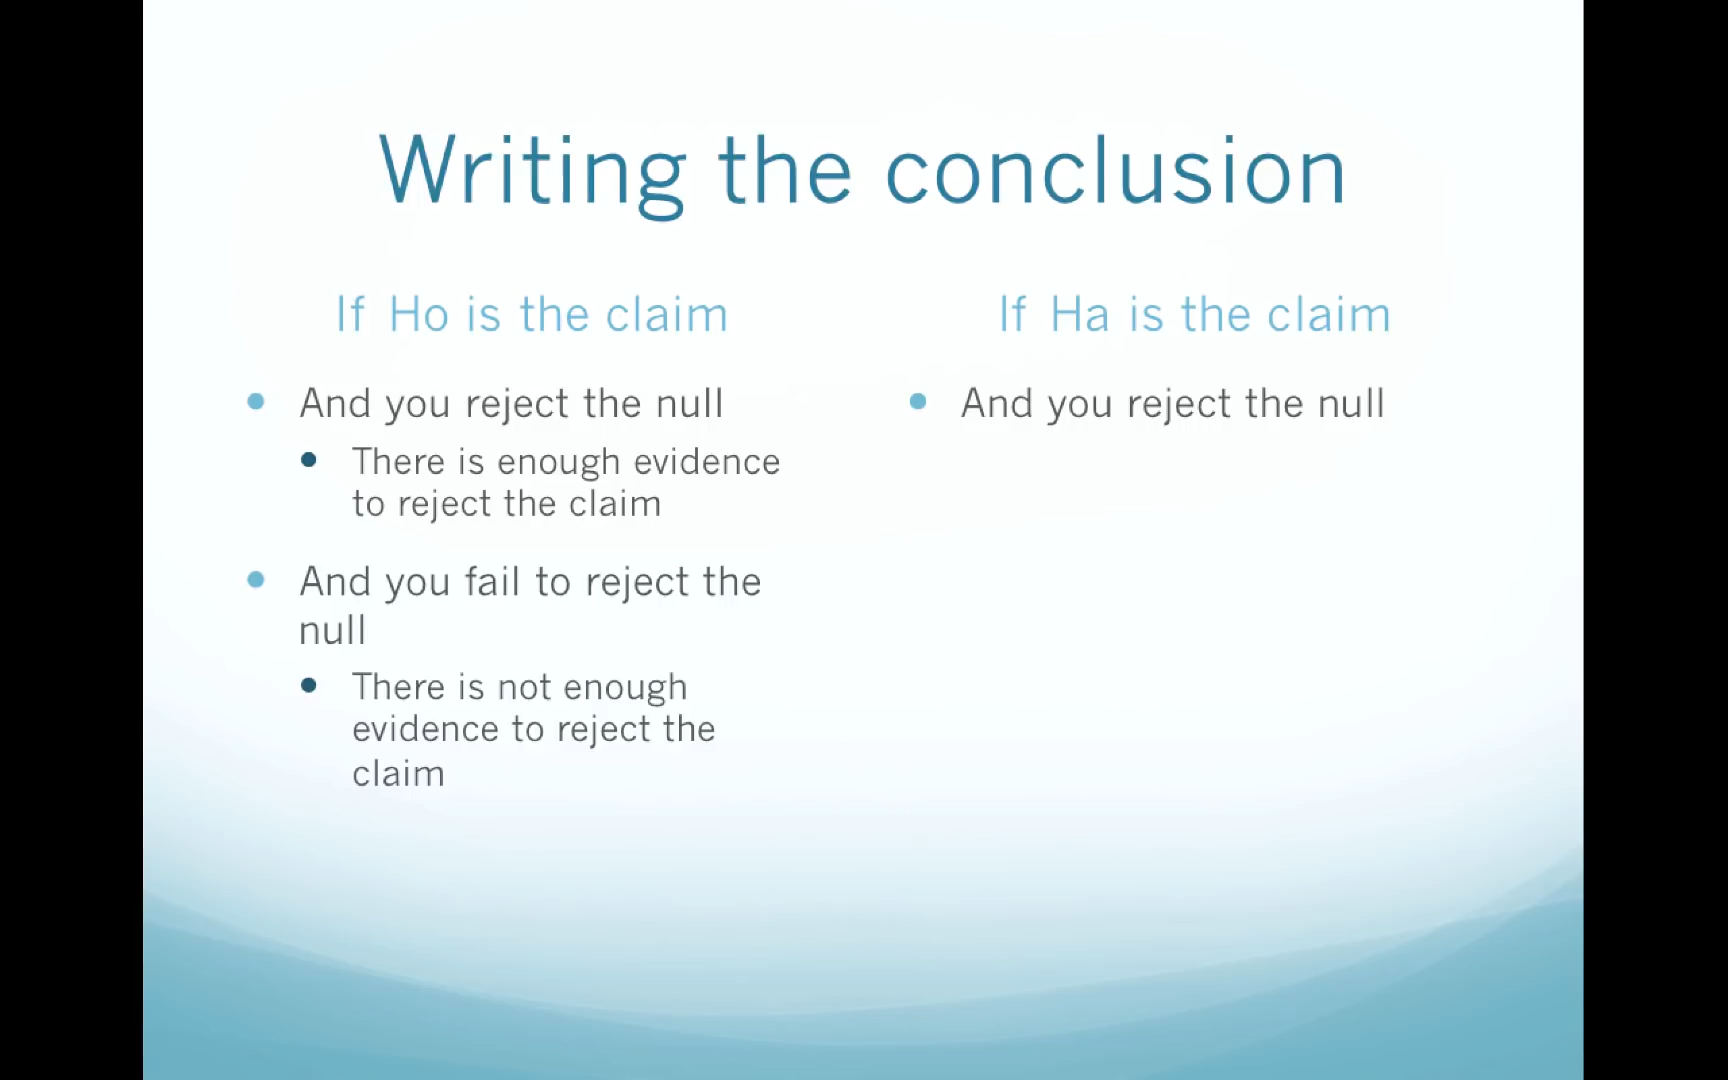 Writing the conclusion
If Ho is the claim
And you reject the null
There is enough evidence
to reject the claim
And you fail to reject the
null
There is not enough
evidence to reject the
claim
If Ha is the claim
And you reject the null